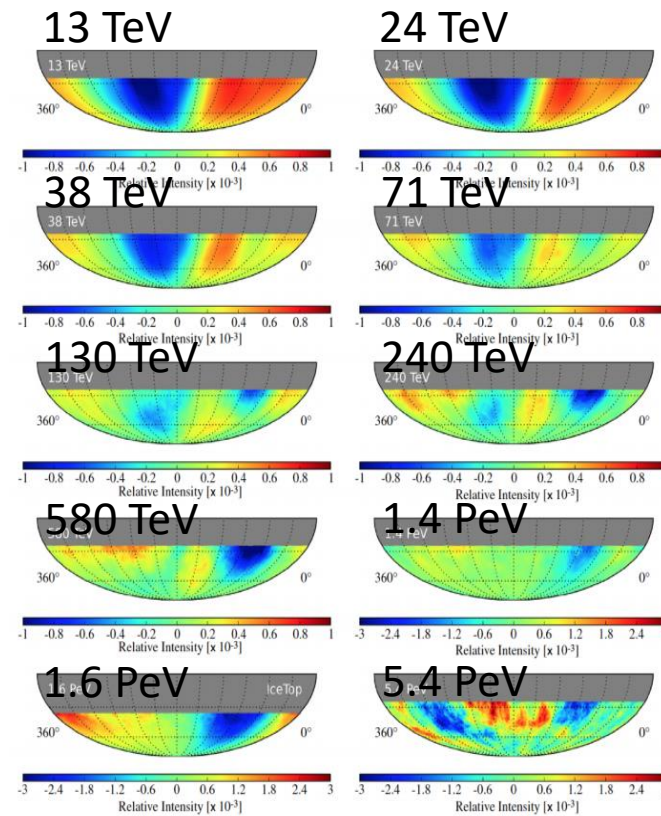 13 TeV
24 TeV
13 TeV
24 TeV
360° 0°
360° 0°
-1 -0.8 -0.6 -0.4 -0.2 0 0.2 0.4 0.6 0.8 1
-1 -0.8 -0.6 -0.4 -0.2 0 0.2 0.4 0.6 0.8 1
Relative Intensity [x 10⁻³]
Relative Intensity [x 10⁻³]
38 TeV
71 TeV
38 TeV
71 TeV
360° 0°
360° 0°
-1 -0.8 -0.6 -0.4 -0.2 0 0.2 0.4 0.6 0.8 1
-1 -0.8 -0.6 -0.4 -0.2 0 0.2 0.4 0.6 0.8 1
Relative Intensity [x 10⁻³]
Relative Intensity [x 10⁻³]
130 TeV
240 TeV
130 TeV
240 TeV
360° 0°
360° 0°
-1 -0.8 -0.6 -0.4 -0.2 0 0.2 0.4 0.6 0.8 1
-1 -0.8 -0.6 -0.4 -0.2 0 0.2 0.4 0.6 0.8 1
Relative Intensity [x 10⁻³]
Relative Intensity [x 10⁻³]
580 TeV
1.4 PeV
580 TeV
1.4 PeV
360° 0°
360° 0°
-1 -0.8 -0.6 -0.4 -0.2 0 0.2 0.4 0.6 0.8 1
-3 -2.4 -1.8 -1.2 -0.6 0 0.6 1.2 1.8 2.4
Relative Intensity [x 10⁻³]
Relative Intensity [x 10⁻³]
1.6 PeV
5.4 PeV
1.6 PeV IceTop
5.4 PeV
360° 0°
360° 0°
-3 -2.4 -1.8 -1.2 -0.6 0 0.6 1.2 1.8 2.4 3
-3 -2.4 -1.8 -1.2 -0.6 0 0.6 1.2 1.8 2.4
Relative Intensity [x 10⁻³]
Relative Intensity [x 10⁻³]